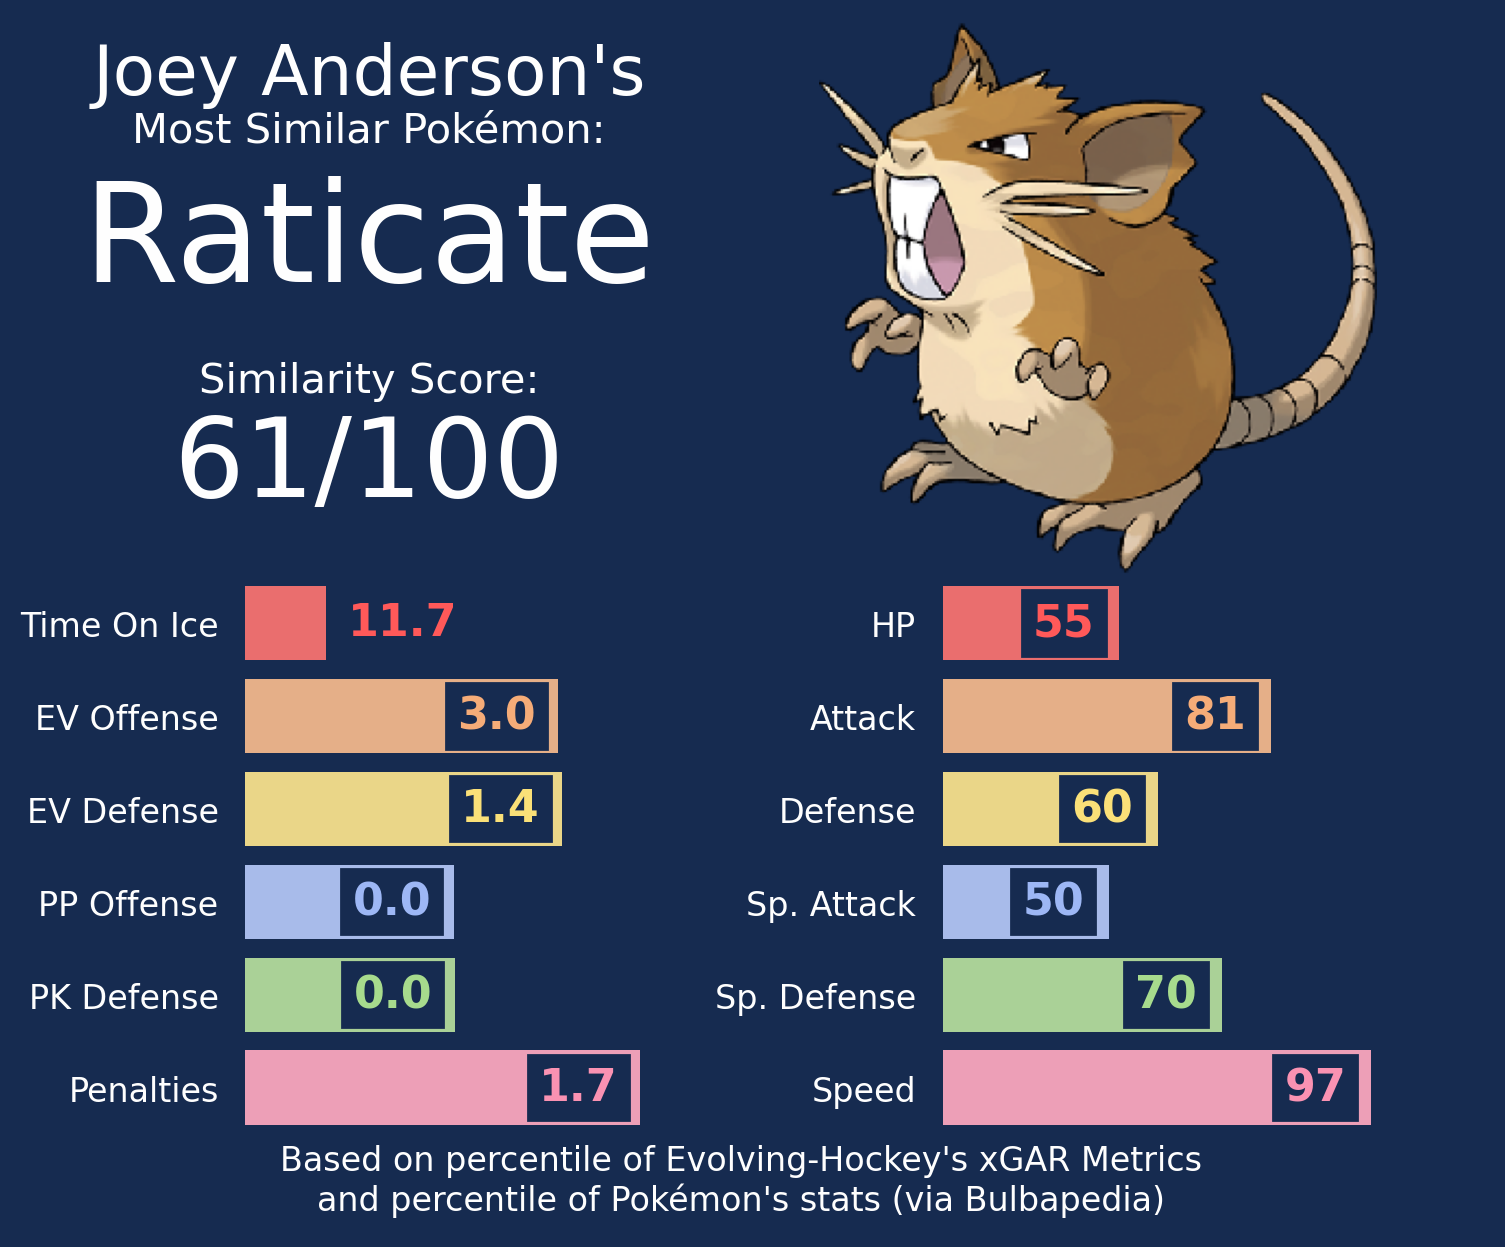 Joey Anderson's
Most Similar Pokémon:
Raticate
Similarity Score:
61/100
Time On Ice 11.7
EV Offense 3.0
EV Defense 1.4
PP Offense 0.0
PK Defense 0.0
Penalties 1.7
HP 55
Attack 81
Defense 60
Sp. Attack 50
Sp. Defense 70
Speed 97
Based on percentile of Evolving-Hockey's xGAR Metrics
and percentile of Pokémon's stats (via Bulbapedia)